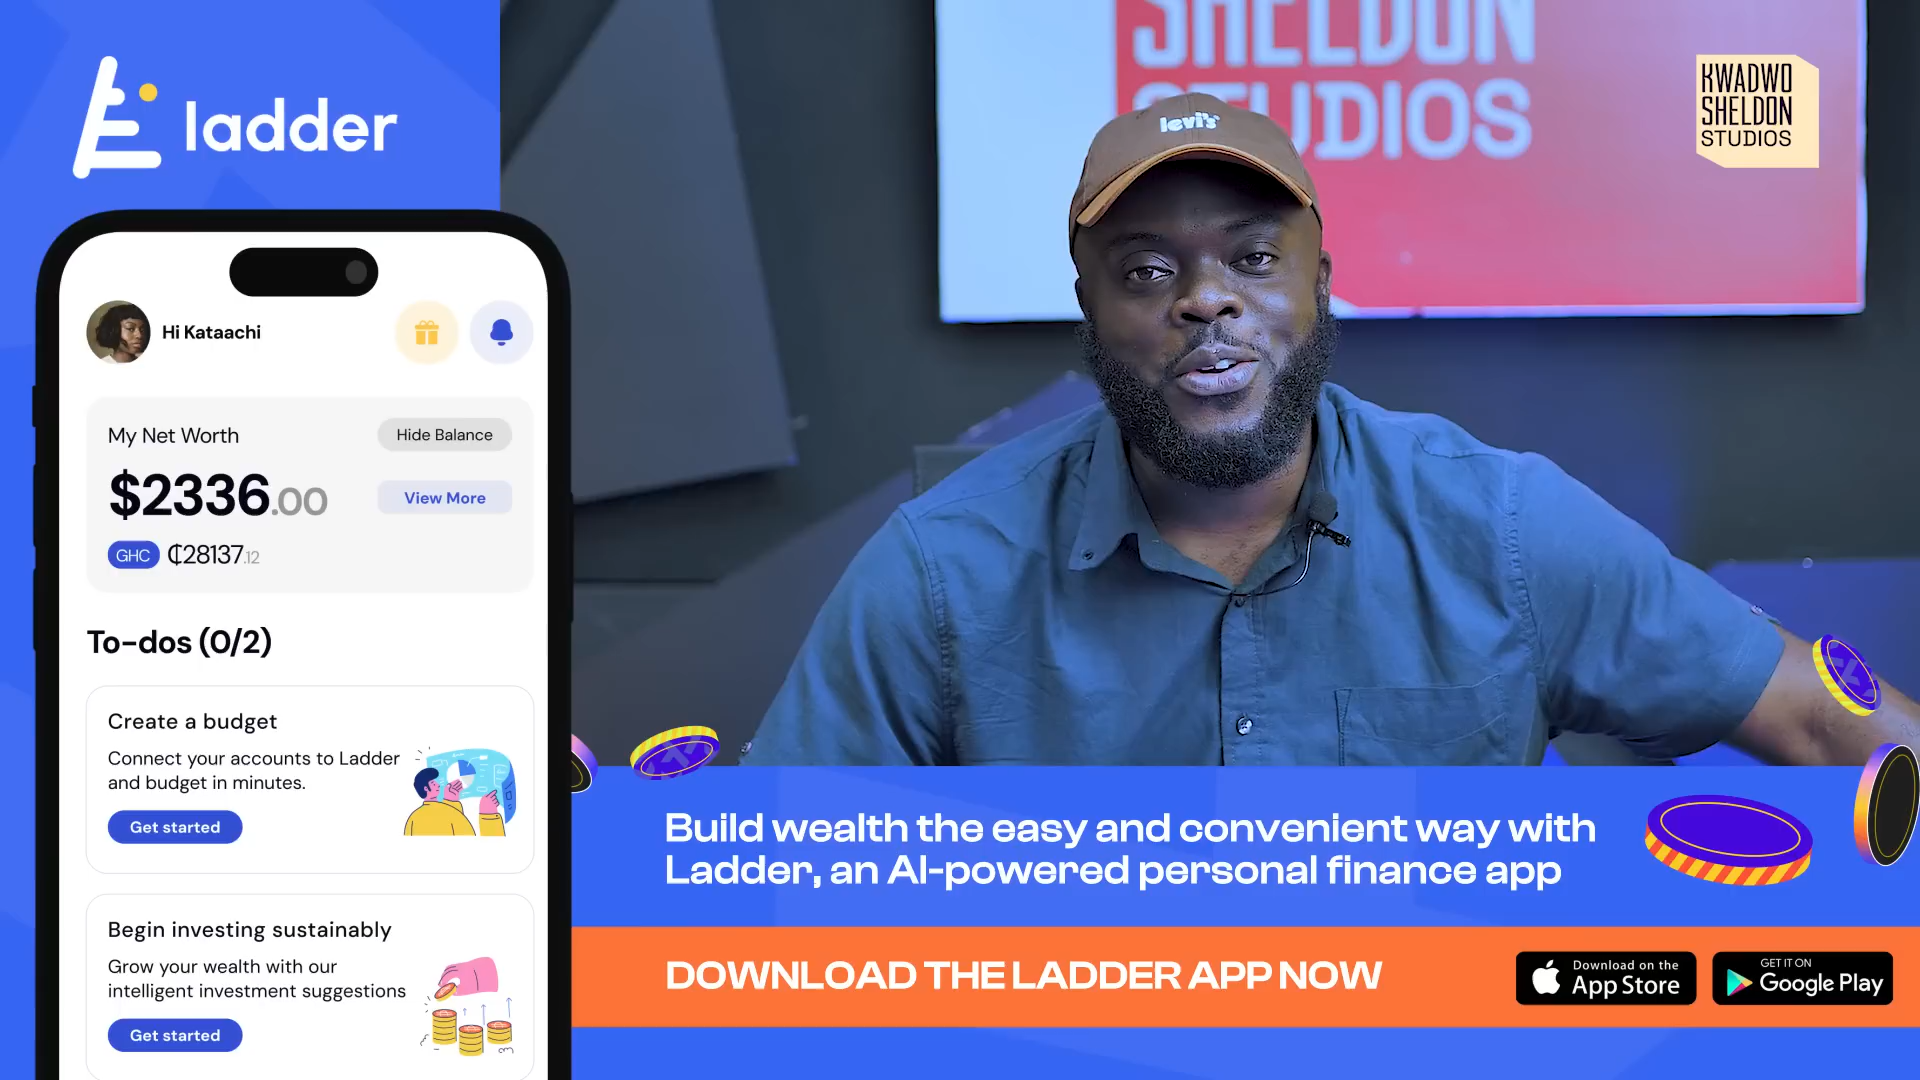 ladder
Hi Kataachi
My Net Worth
Hide Balance
$2336.00
View More
GHC ₵28137.12
To-dos (0/2)
Create a budget
Connect your accounts to Ladder
and budget in minutes.
Get started
Begin investing sustainably
Grow your wealth with our
intelligent investment suggestions
Get started
SHELDON
STUDIOS
levi's
KWADWO
SHELDON
STUDIOS
Build wealth the easy and convenient way with
Ladder, an AI-powered personal finance app
DOWNLOAD THE LADDER APP NOW
Download on the
App Store
GET IT ON
Google Play